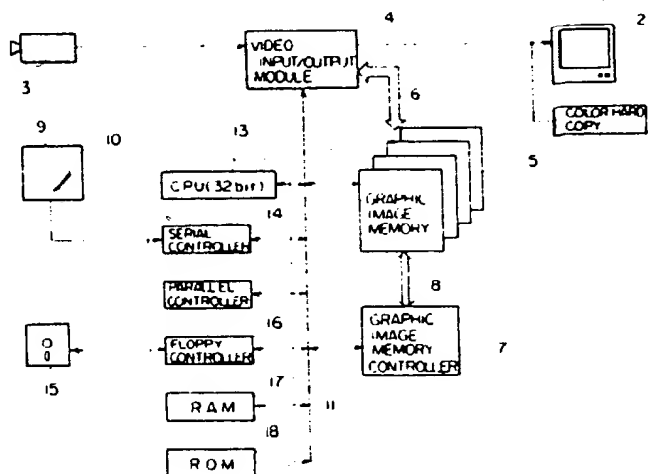 4
2
VIDEO
INPUT/OUTPUT
MODULE
3
6
COLOR HARD
COPY
9
10
13
5
CPU(32bit)
GRAPHIC
IMAGE
MEMORY
14
SERIAL
CONTROLLER
PARALLEL
CONTROLLER
8
16
GRAPHIC
IMAGE
MEMORY
CONTROLLER
7
FLOPPY
CONTROLLER
15
17
11
RAM
18
ROM